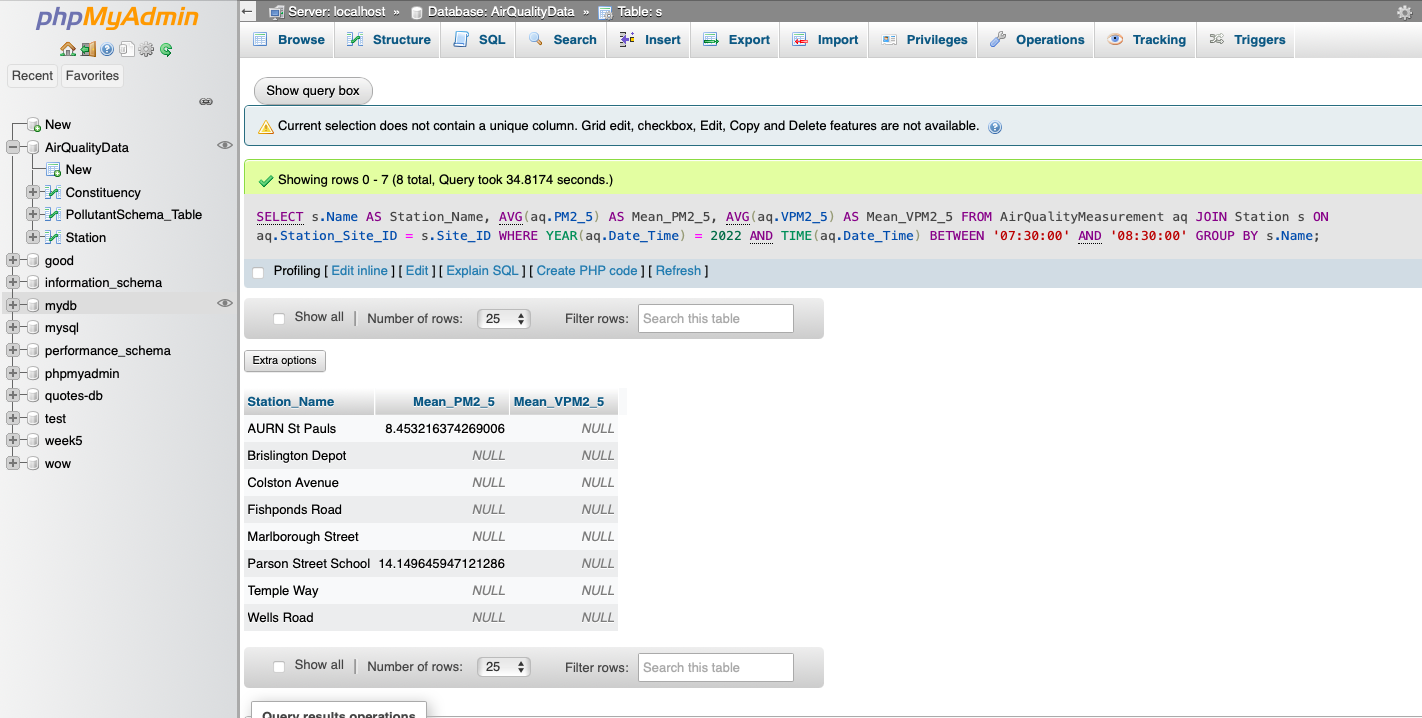 phpMyAdmin
Recent Favorites
New
AirQualityData
New
Constituency
PollutantSchema_Table
Station
good
information_schema
mydb
mysql
performance_schema
phpmyadmin
quotes-db
test
week5
wow
Server: localhost » Database: AirQualityData » Table: s
Browse Structure SQL Search Insert Export Import Privileges Operations Tracking Triggers
Show query box
Current selection does not contain a unique column. Grid edit, checkbox, Edit, Copy and Delete features are not available.
Showing rows 0 - 7 (8 total, Query took 34.8174 seconds.)
SELECT s.Name AS Station_Name, AVG(aq.PM2_5) AS Mean_PM2_5, AVG(aq.VPM2_5) AS Mean_VPM2_5 FROM AirQualityMeasurement aq JOIN Station s ON
aq.Station_Site_ID = s.Site_ID WHERE YEAR(aq.Date_Time) = 2022 AND TIME(aq.Date_Time) BETWEEN '07:30:00' AND '08:30:00' GROUP BY s.Name;
Profiling [ Edit inline ] [ Edit ] [ Explain SQL ] [ Create PHP code ] [ Refresh ]
Show all | Number of rows: 25 Filter rows: Search this table
Extra options
Station_Name Mean_PM2_5 Mean_VPM2_5
AURN St Pauls 8.453216374269006 NULL
Brislington Depot NULL NULL
Colston Avenue NULL NULL
Fishponds Road NULL NULL
Marlborough Street NULL NULL
Parson Street School 14.149645947121286 NULL
Temple Way NULL NULL
Wells Road NULL NULL
Show all | Number of rows: 25 Filter rows: Search this table
Query results operations